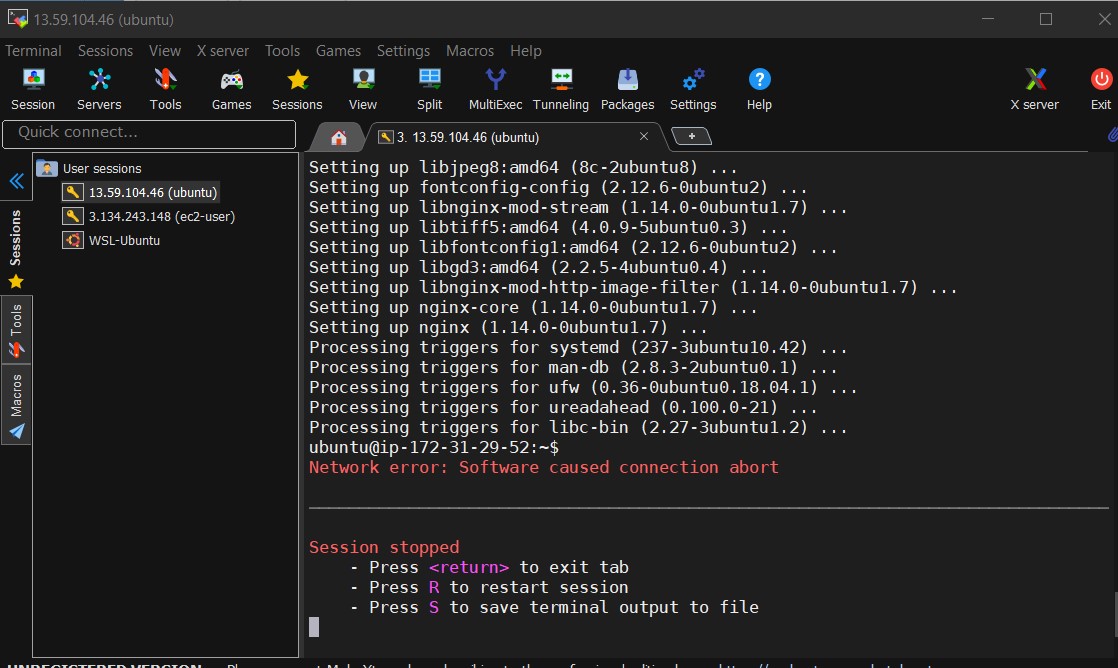 13.59.104.46 (ubuntu)
Terminal Sessions View X server Tools Games Settings Macros Help
Session Servers Tools Games Sessions View Split MultiExec Tunneling Packages Settings Help X server Exit
Quick connect...
3. 13.59.104.46 (ubuntu)
User sessions
13.59.104.46 (ubuntu)
3.134.243.148 (ec2-user)
WSL-Ubuntu
Sessions
Tools
Macros
Setting up libjpeg8:amd64 (8c-2ubuntu8) ...
Setting up fontconfig-config (2.12.6-0ubuntu2) ...
Setting up libnginx-mod-stream (1.14.0-0ubuntu1.7) ...
Setting up libtiff5:amd64 (4.0.9-5ubuntu0.3) ...
Setting up libfontconfig1:amd64 (2.12.6-0ubuntu2) ...
Setting up libgd3:amd64 (2.2.5-4ubuntu0.4) ...
Setting up libnginx-mod-http-image-filter (1.14.0-0ubuntu1.7) ...
Setting up nginx-core (1.14.0-0ubuntu1.7) ...
Setting up nginx (1.14.0-0ubuntu1.7) ...
Processing triggers for systemd (237-3ubuntu10.42) ...
Processing triggers for man-db (2.8.3-2ubuntu0.1) ...
Processing triggers for ufw (0.36-0ubuntu0.18.04.1) ...
Processing triggers for ureadahead (0.100.0-21) ...
Processing triggers for libc-bin (2.27-3ubuntu1.2) ...
ubuntu@ip-172-31-29-52:~$
Network error: Software caused connection abort
Session stopped
- Press <return> to exit tab
- Press R to restart session
- Press S to save terminal output to file
UNREGISTERED VERSION